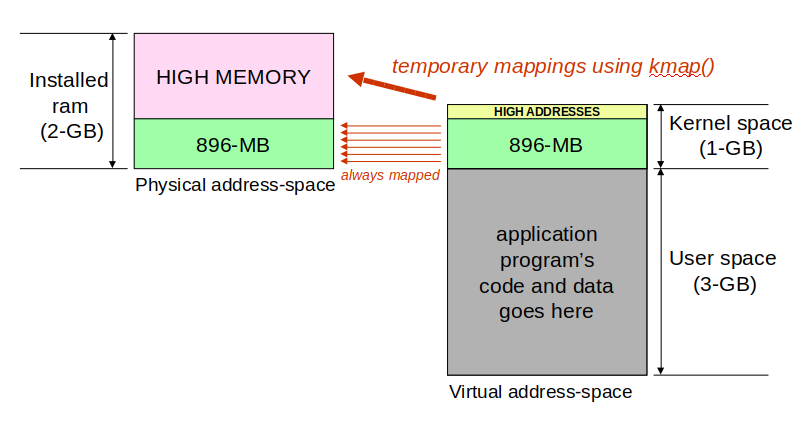 Installed
ram
(2-GB)
HIGH MEMORY
896-MB
Physical address-space
temporary mappings using kmap()
always mapped
HIGH ADDRESSES
896-MB
application
program's
code and data
goes here
Virtual address-space
Kernel space
(1-GB)
User space
(3-GB)